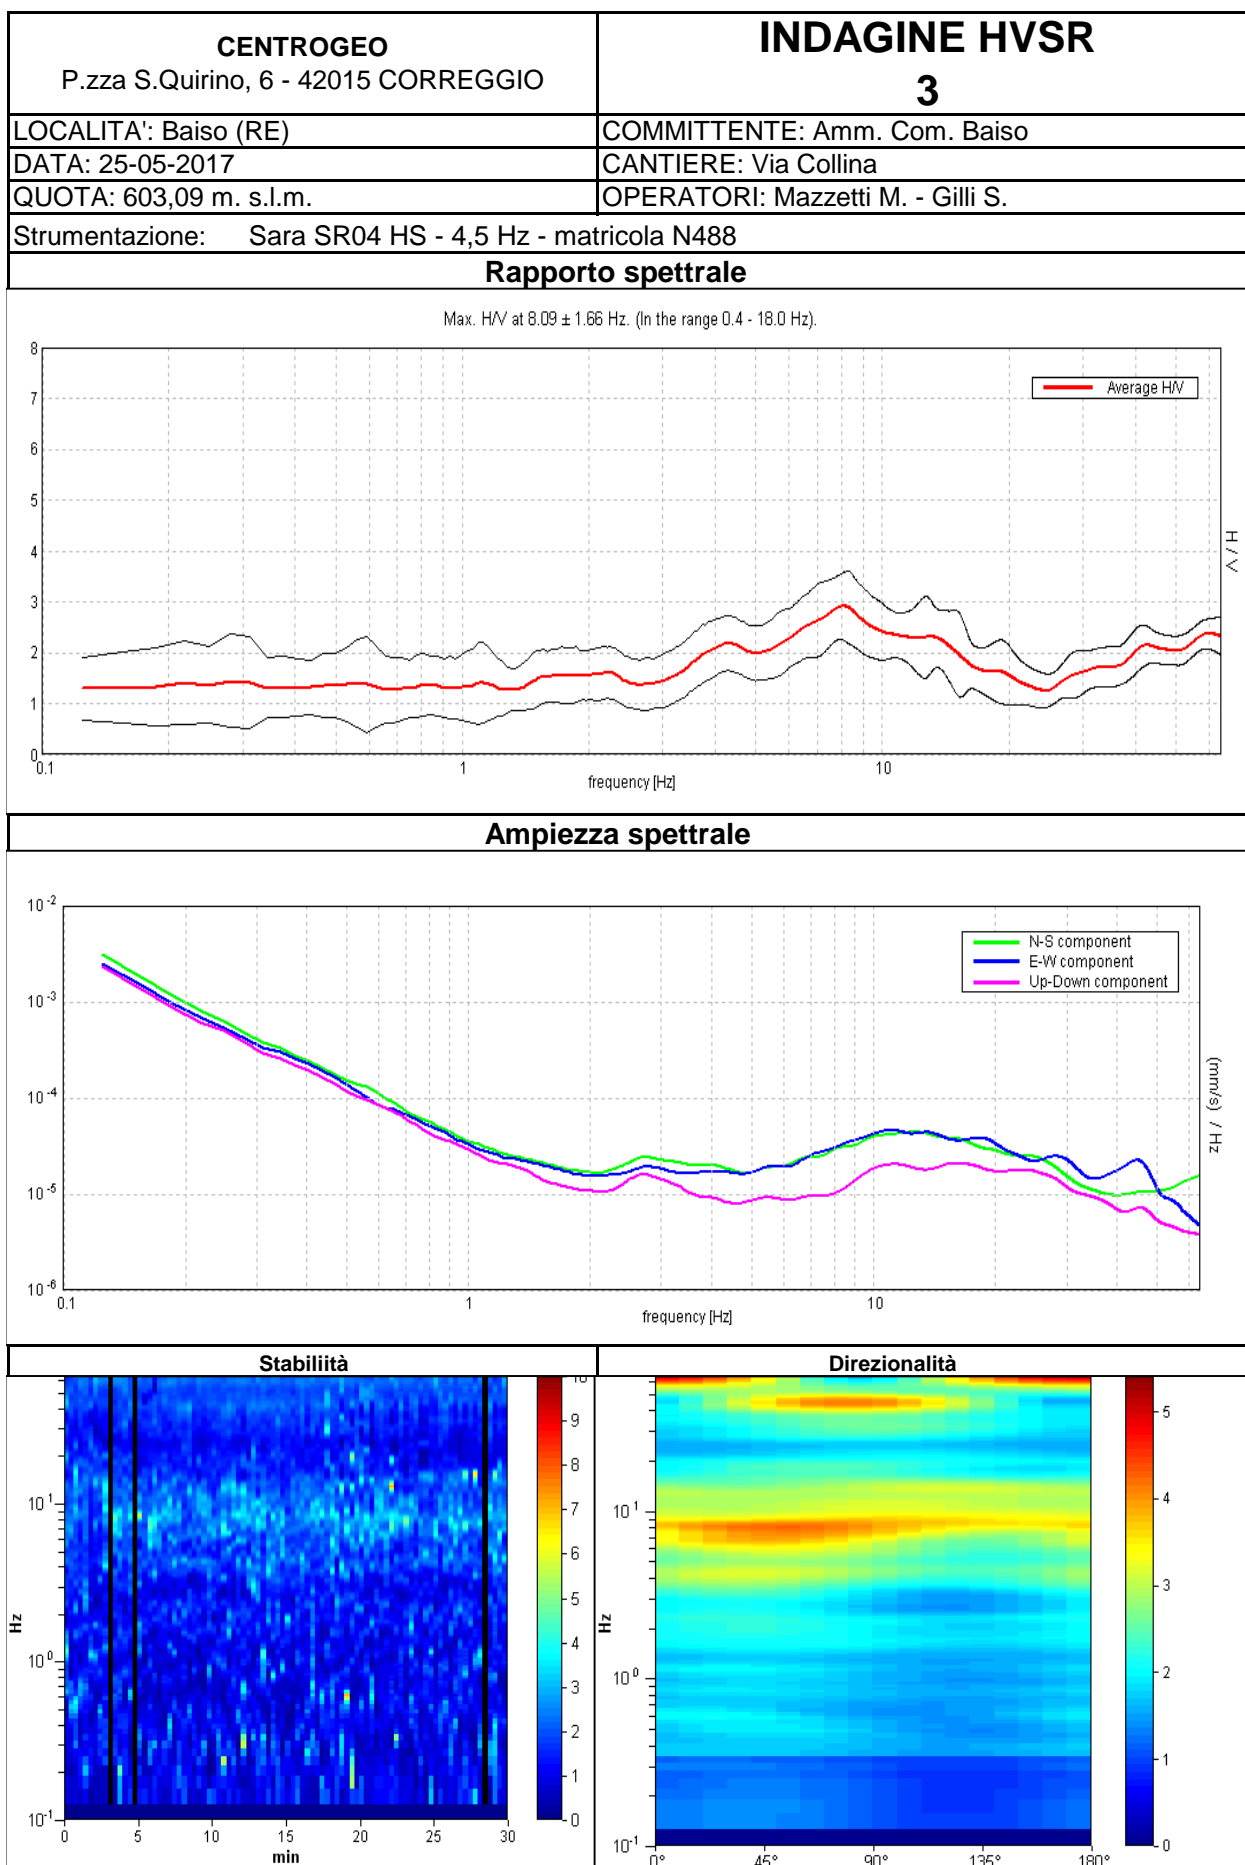 CENTROGEO
P.zza S.Quirino, 6 - 42015 CORREGGIO
INDAGINE HVSR
3
LOCALITA': Baiso (RE)
COMMITTENTE: Amm. Com. Baiso
DATA: 25-05-2017
CANTIERE: Via Collina
QUOTA: 603,09 m. s.l.m.
OPERATORI: Mazzetti M. - Gilli S.
Strumentazione: Sara SR04 HS - 4,5 Hz - matricola N488
Rapporto spettrale
Max. H/V at 8.09 ± 1.66 Hz. (In the range 0.4 - 18.0 Hz).
8
7
6
5
4
3
2
1
0
Average H/V
H / V
0.1 1 10
frequency [Hz]
Ampiezza spettrale
10-2
10-3
10-4
10-5
10-6
N-S component
E-W component
Up-Down component
(mm/s) / Hz
0.1 1 10
frequency [Hz]
Stabiliità
Direzionalità
Hz
10 1
10 0
10-1
0 5 10 15 20 25 30
min
10
9
8
7
6
5
4
3
2
1
0
Hz
10 1
10 0
10-1
0° 45° 90° 135° 180°
5
4
3
2
1
0